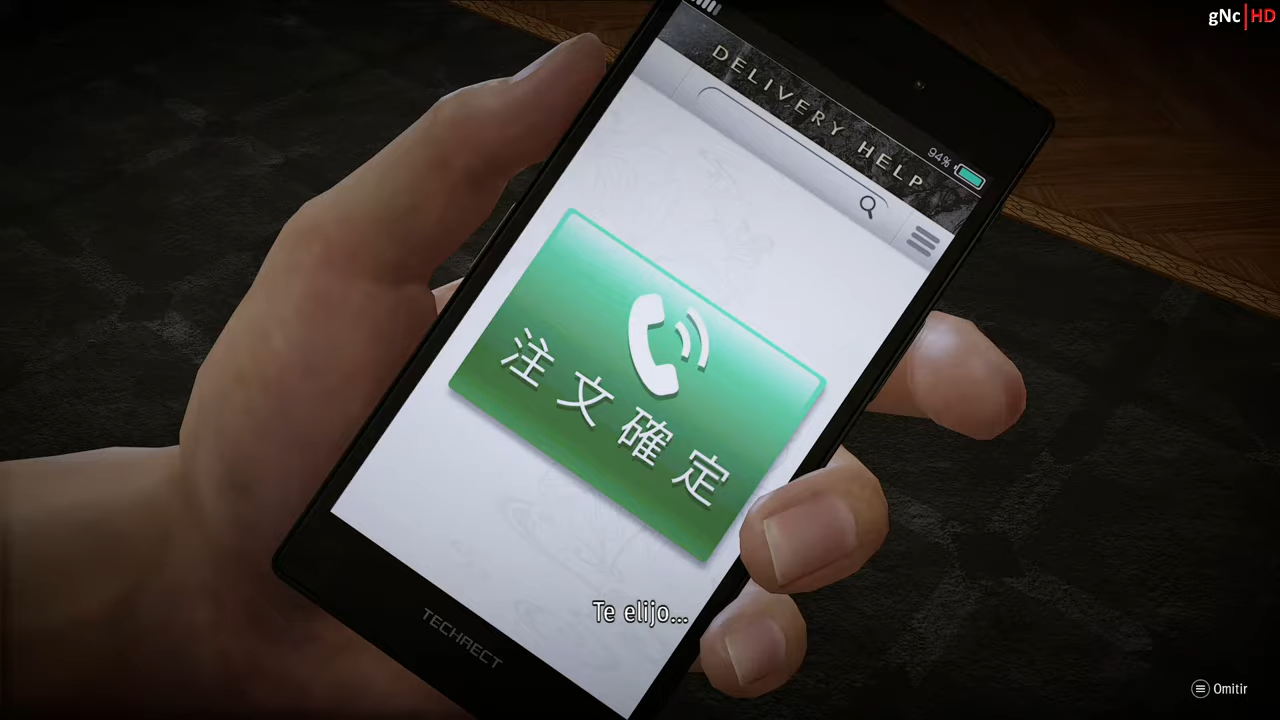 gNc|HD
DELIVERY HELP
94%
注文確定
Te elijo...
TECHRECT
Omitir